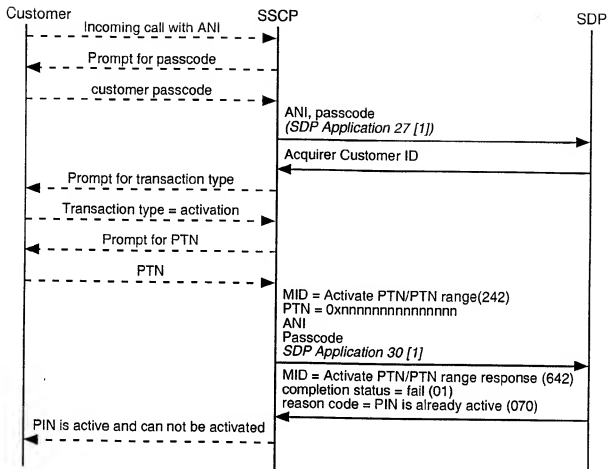 Customer
SSCP
SDP
Incoming call with ANI
Prompt for passcode
customer passcode
ANI, passcode
(SDP Application 27 [1])
Acquirer Customer ID
Prompt for transaction type
Transaction type = activation
Prompt for PTN
PTN
MID = Activate PTN/PTN range(242)
PTN = 0xnnnnnnnnnnnnnnn
ANI
Passcode
SDP Application 30 [1]
MID = Activate PTN/PTN range response (642)
completion status = fail (01)
reason code = PIN is already active (070)
PIN is active and can not be activated